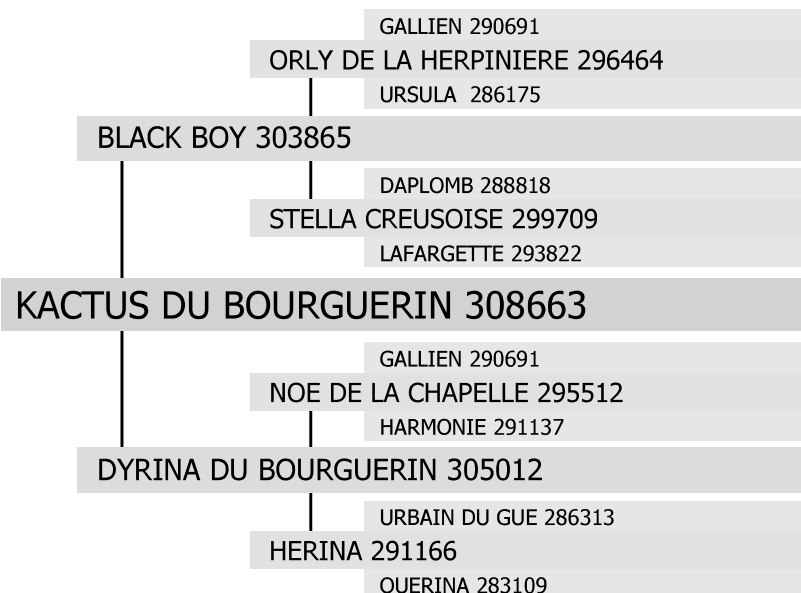 GALLIEN 290691
ORLY DE LA HERPINIERE 296464
URSULA  286175
BLACK BOY 303865
DAPLOMB 288818
STELLA CREUSOISE 299709
LAFARGETTE 293822
KACTUS DU BOURGUERIN 308663
GALLIEN 290691
NOE DE LA CHAPELLE 295512
HARMONIE 291137
DYRINA DU BOURGUERIN 305012
URBAIN DU GUE 286313
HERINA 291166
QUERINA 283109